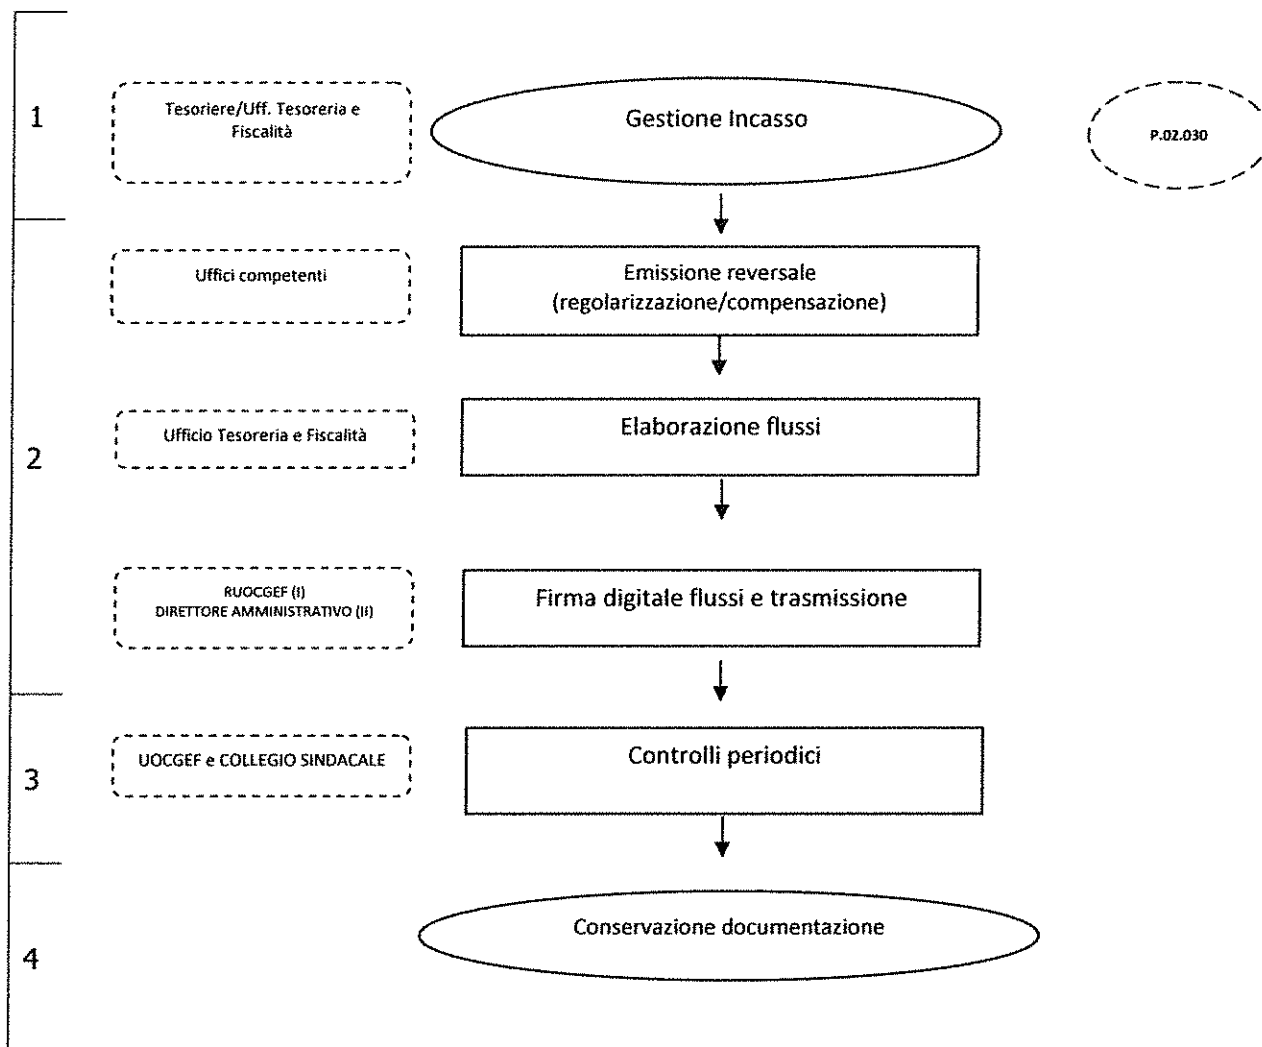 1
Tesoriere/Uff. Tesoreria e
Fiscalità
Gestione Incasso
P.02.030
Uffici competenti
Emissione reversale
(regolarizzazione/compensazione)
2
Ufficio Tesoreria e Fiscalità
Elaborazione flussi
RUOCGEF (I)
DIRETTORE AMMINISTRATIVO (II)
Firma digitale flussi e trasmissione
3
UOCGEF e COLLEGIO SINDACALE
Controlli periodici
4
Conservazione documentazione